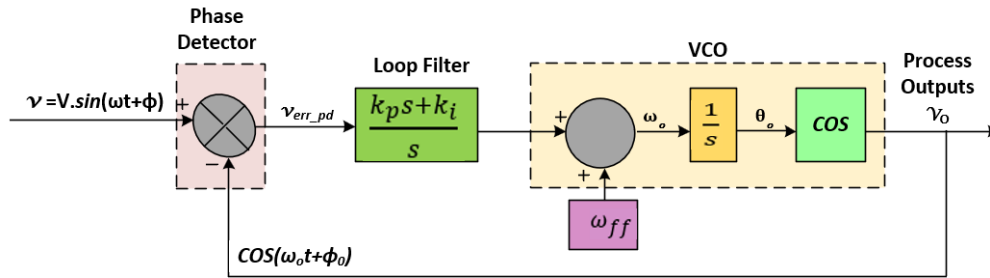 Phase
Detector
Loop Filter
VCO
Process
Outputs
ν =V.sin(ωt+ϕ)
+
−
ν_err_pd
k_p s+k_i
s
+
+
ω_o
1
s
θ_o
COS
ν_o
ω_ff
COS(ω_o t+ϕ_0)